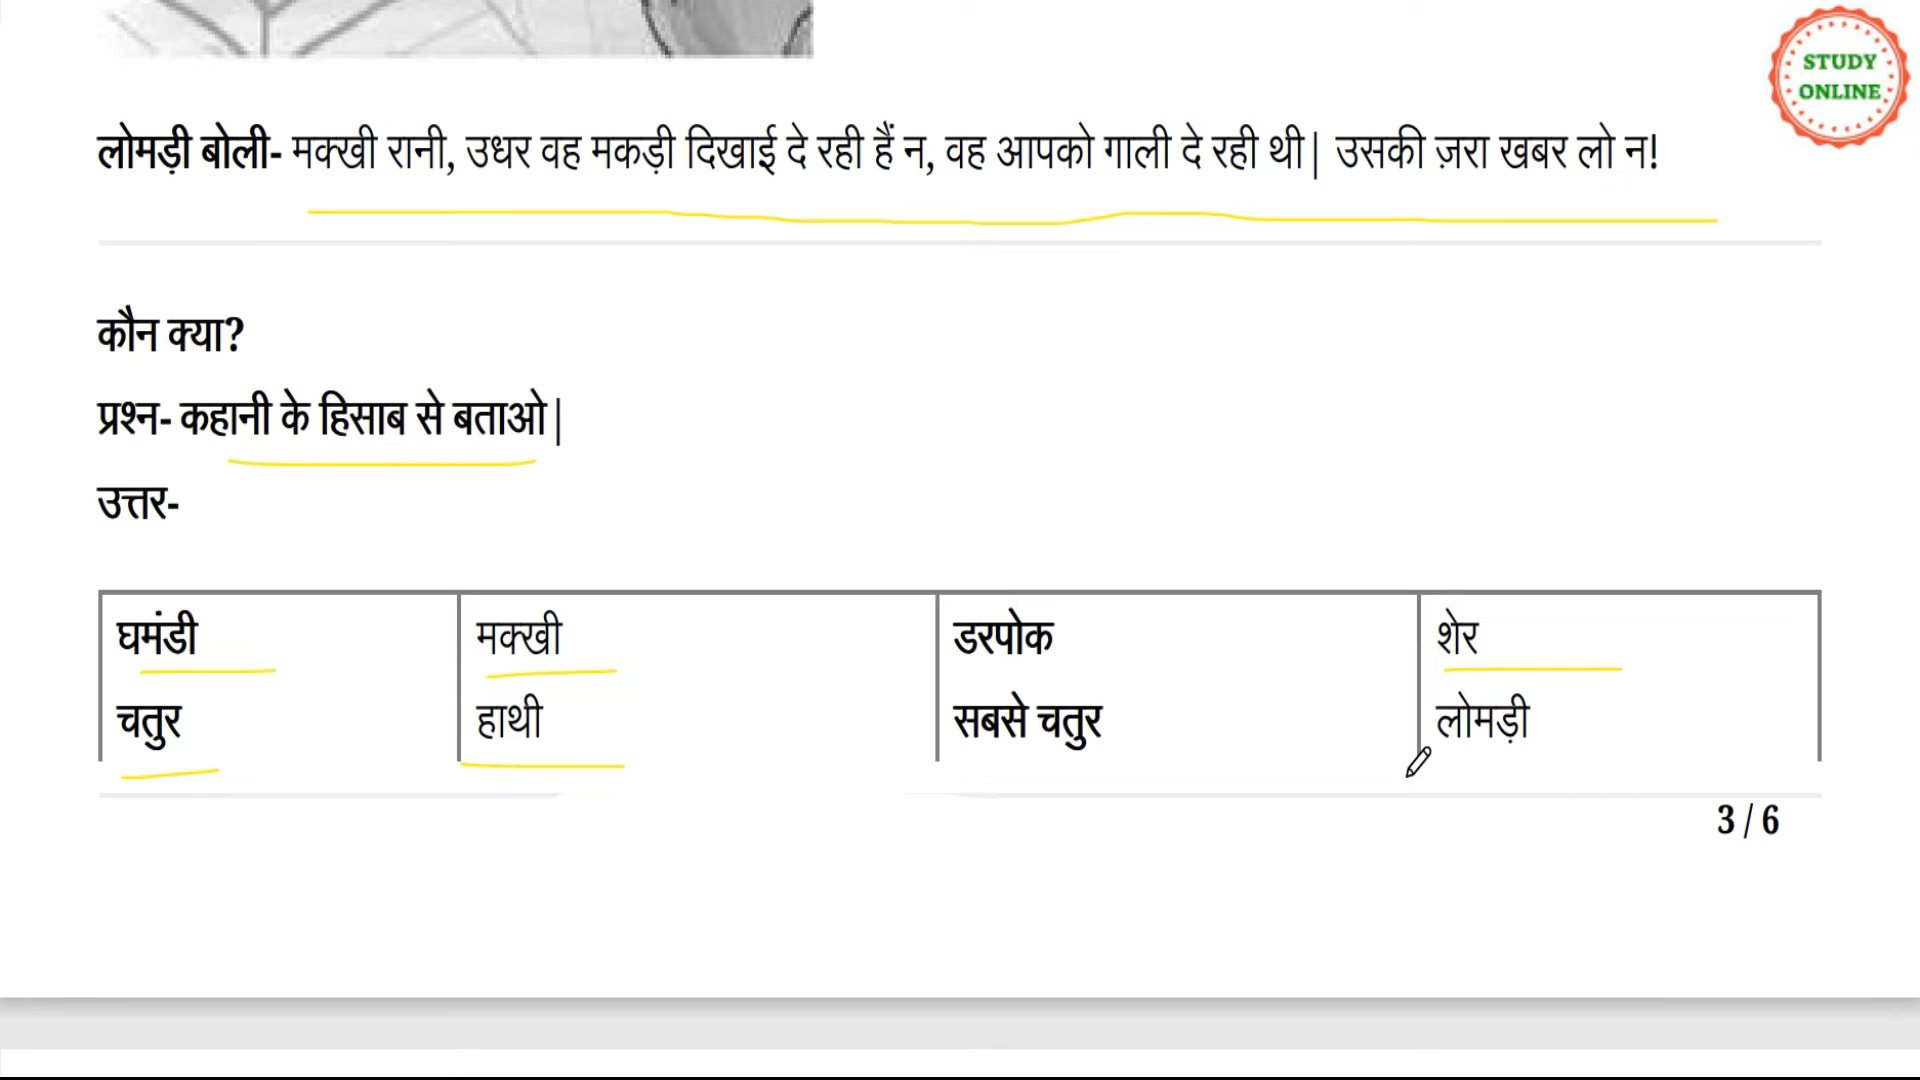 STUDY
ONLINE
लोमड़ी बोली- मक्खी रानी, उधर वह मकड़ी दिखाई दे रही हैं न, वह आपको गाली दे रही थी| उसकी ज़रा खबर लो न!
कौन क्या?
प्रश्न- कहानी के हिसाब से बताओ|
उत्तर-
घमंडी मक्खी डरपोक शेर
चतुर हाथी सबसे चतुर लोमड़ी
3 / 6